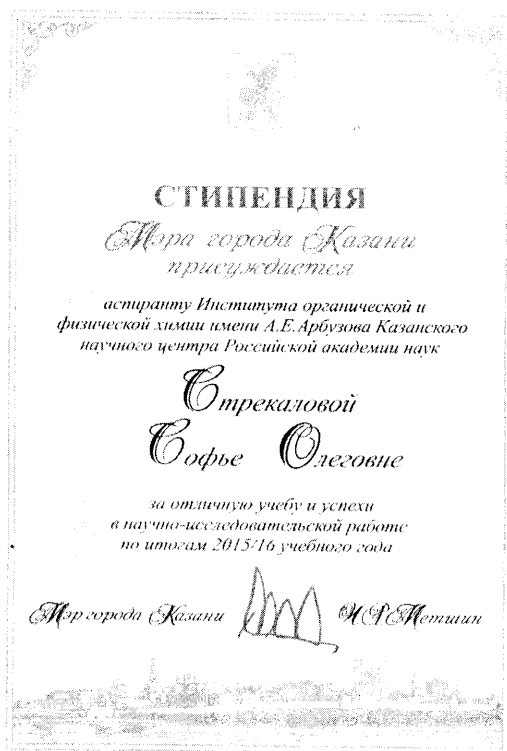 СТИПЕНДИЯ
Мэра города Казани
присуждается
аспиранту Института органической и
физической химии имени А.Е.Арбузова Казанского
научного центра Российской академии наук
Стрекаловой
Софье Олеговне
за отличную учебу и успехи
в научно-исследовательской работе
по итогам 2015/16 учебного года
Мэр города Казани И.Р.Метшин